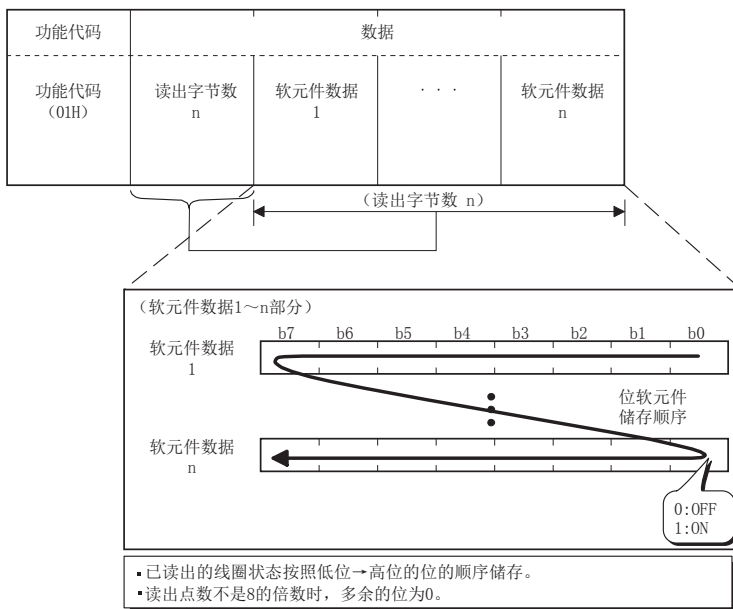 功能代码 数据
功能代码 读出字节数 软元件数据 · · · 软元件数据
(01H) n 1 n
(读出字节数 n)
(软元件数据1～n部分)
b7 b6 b5 b4 b3 b2 b1 b0
软元件数据
1
位软元件
储存顺序
软元件数据
n
0:OFF
1:ON
▪已读出的线圈状态按照低位→高位的位的顺序储存。
▪读出点数不是8的倍数时，多余的位为0。